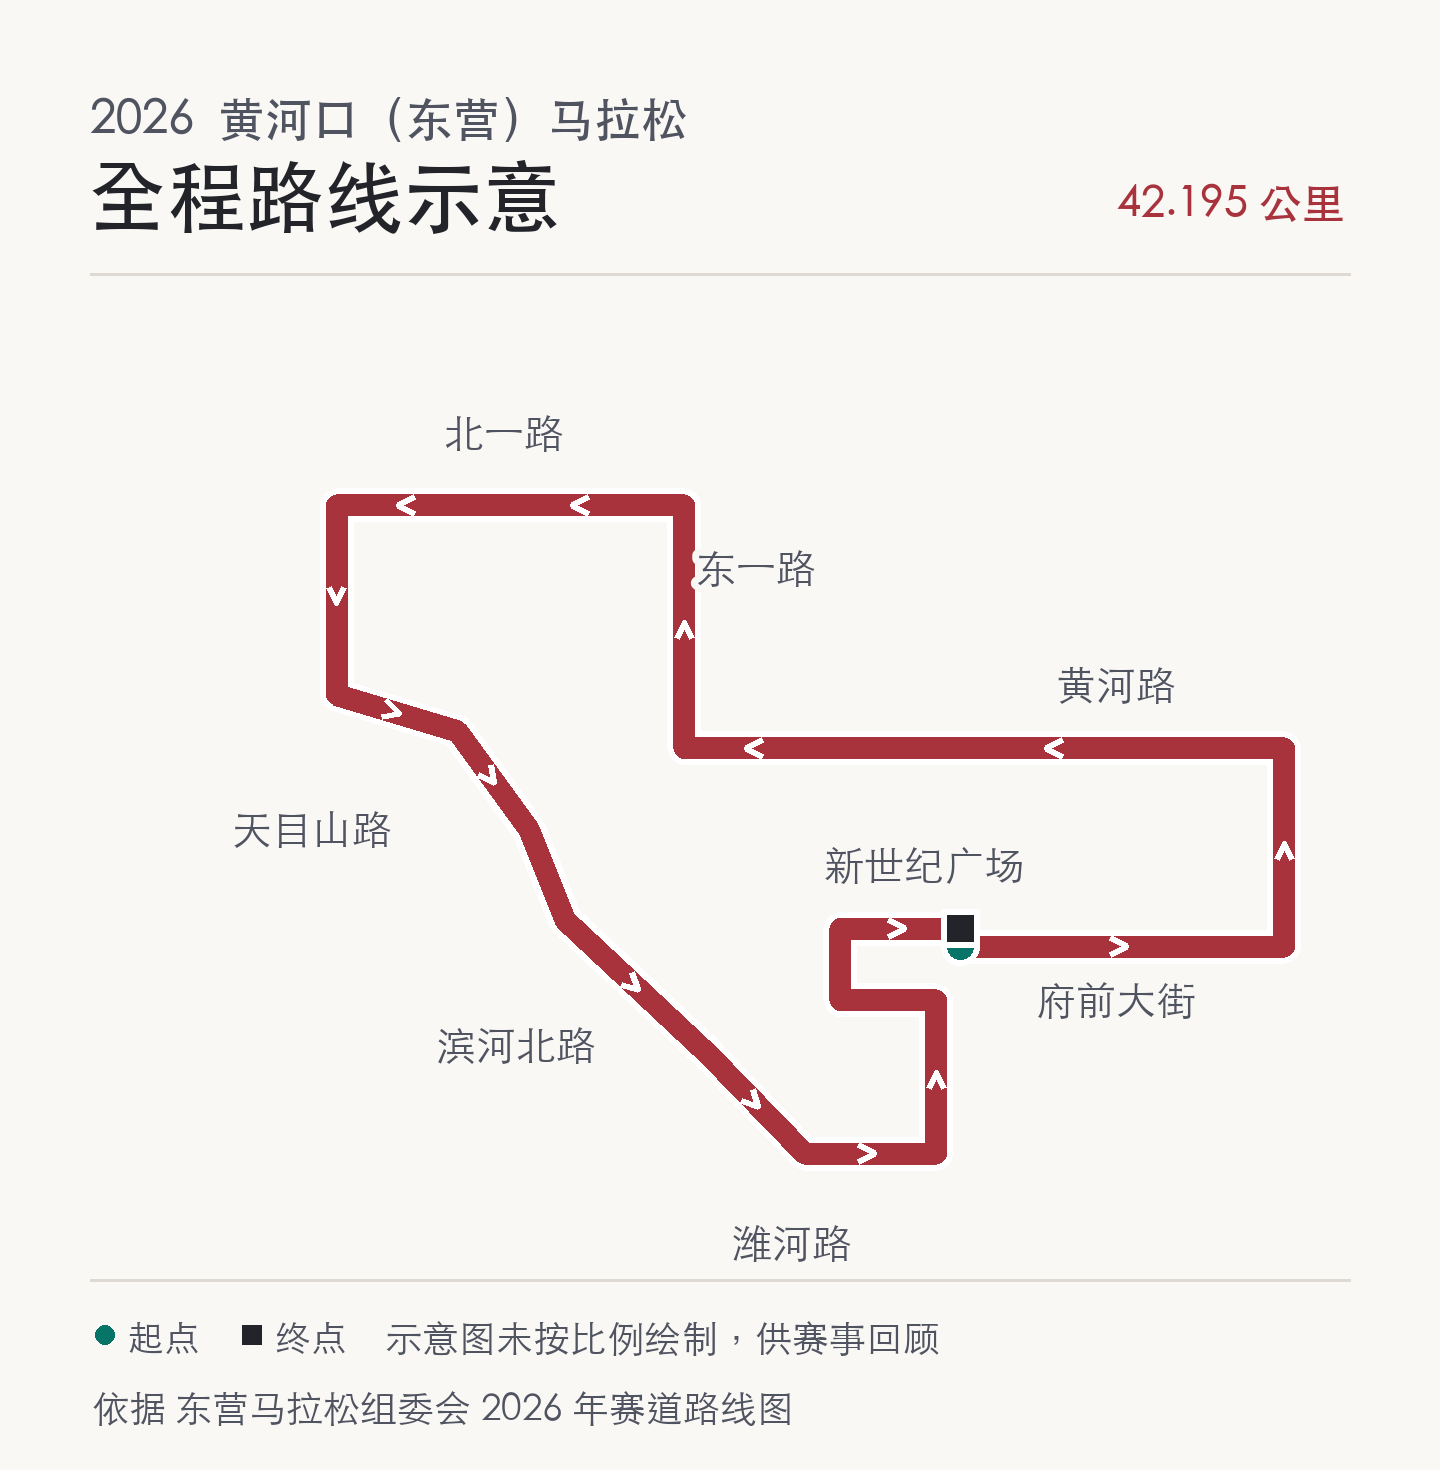 2026 黄河口（东营）马拉松
全程路线示意
42.195 公里
北一路
东一路
黄河路
天目山路
新世纪广场
府前大街
滨河北路
潍河路
起点
终点
示意图未按比例绘制，供赛事回顾
依据 东营马拉松组委会 2026 年赛道路线图